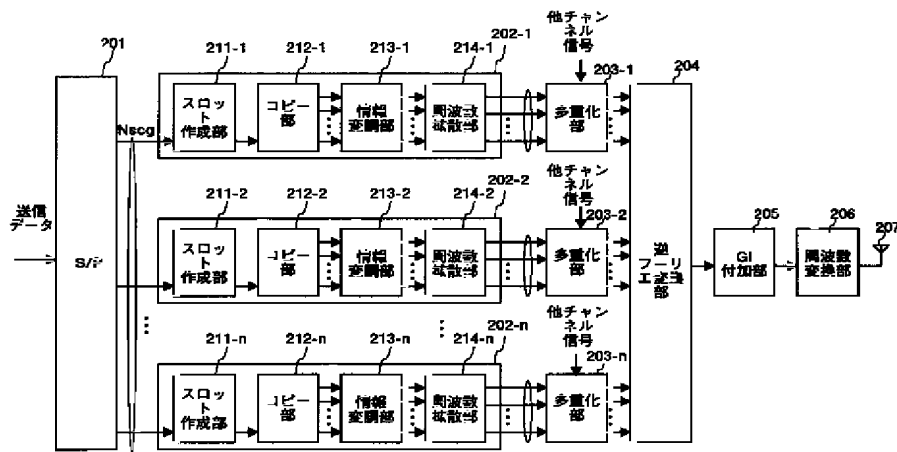 他チャン
ネル
信号
201
211-1
212-1
213-1
214-1
202-1
203-1
204
Nscg
スロッ
ト
作成部
コピー
部
情報
変調部
周波数
拡散部
多重化
部
他チャン
ネル
信号
211-2
212-2
213-2
214-2
202-2
203-2
205
206
207
送信
データ
S/P
スロッ
ト
作成部
コピー
部
情報
変調部
周波数
拡散部
多重化
部
逆
フーリ
エ変換
部
GI
付加部
周波数
変換部
他チャン
ネル
信号
211-n
212-n
213-n
214-n
202-n
203-n
スロッ
ト
作成部
コピー
部
情報
変調部
周波数
拡散部
多重化
部